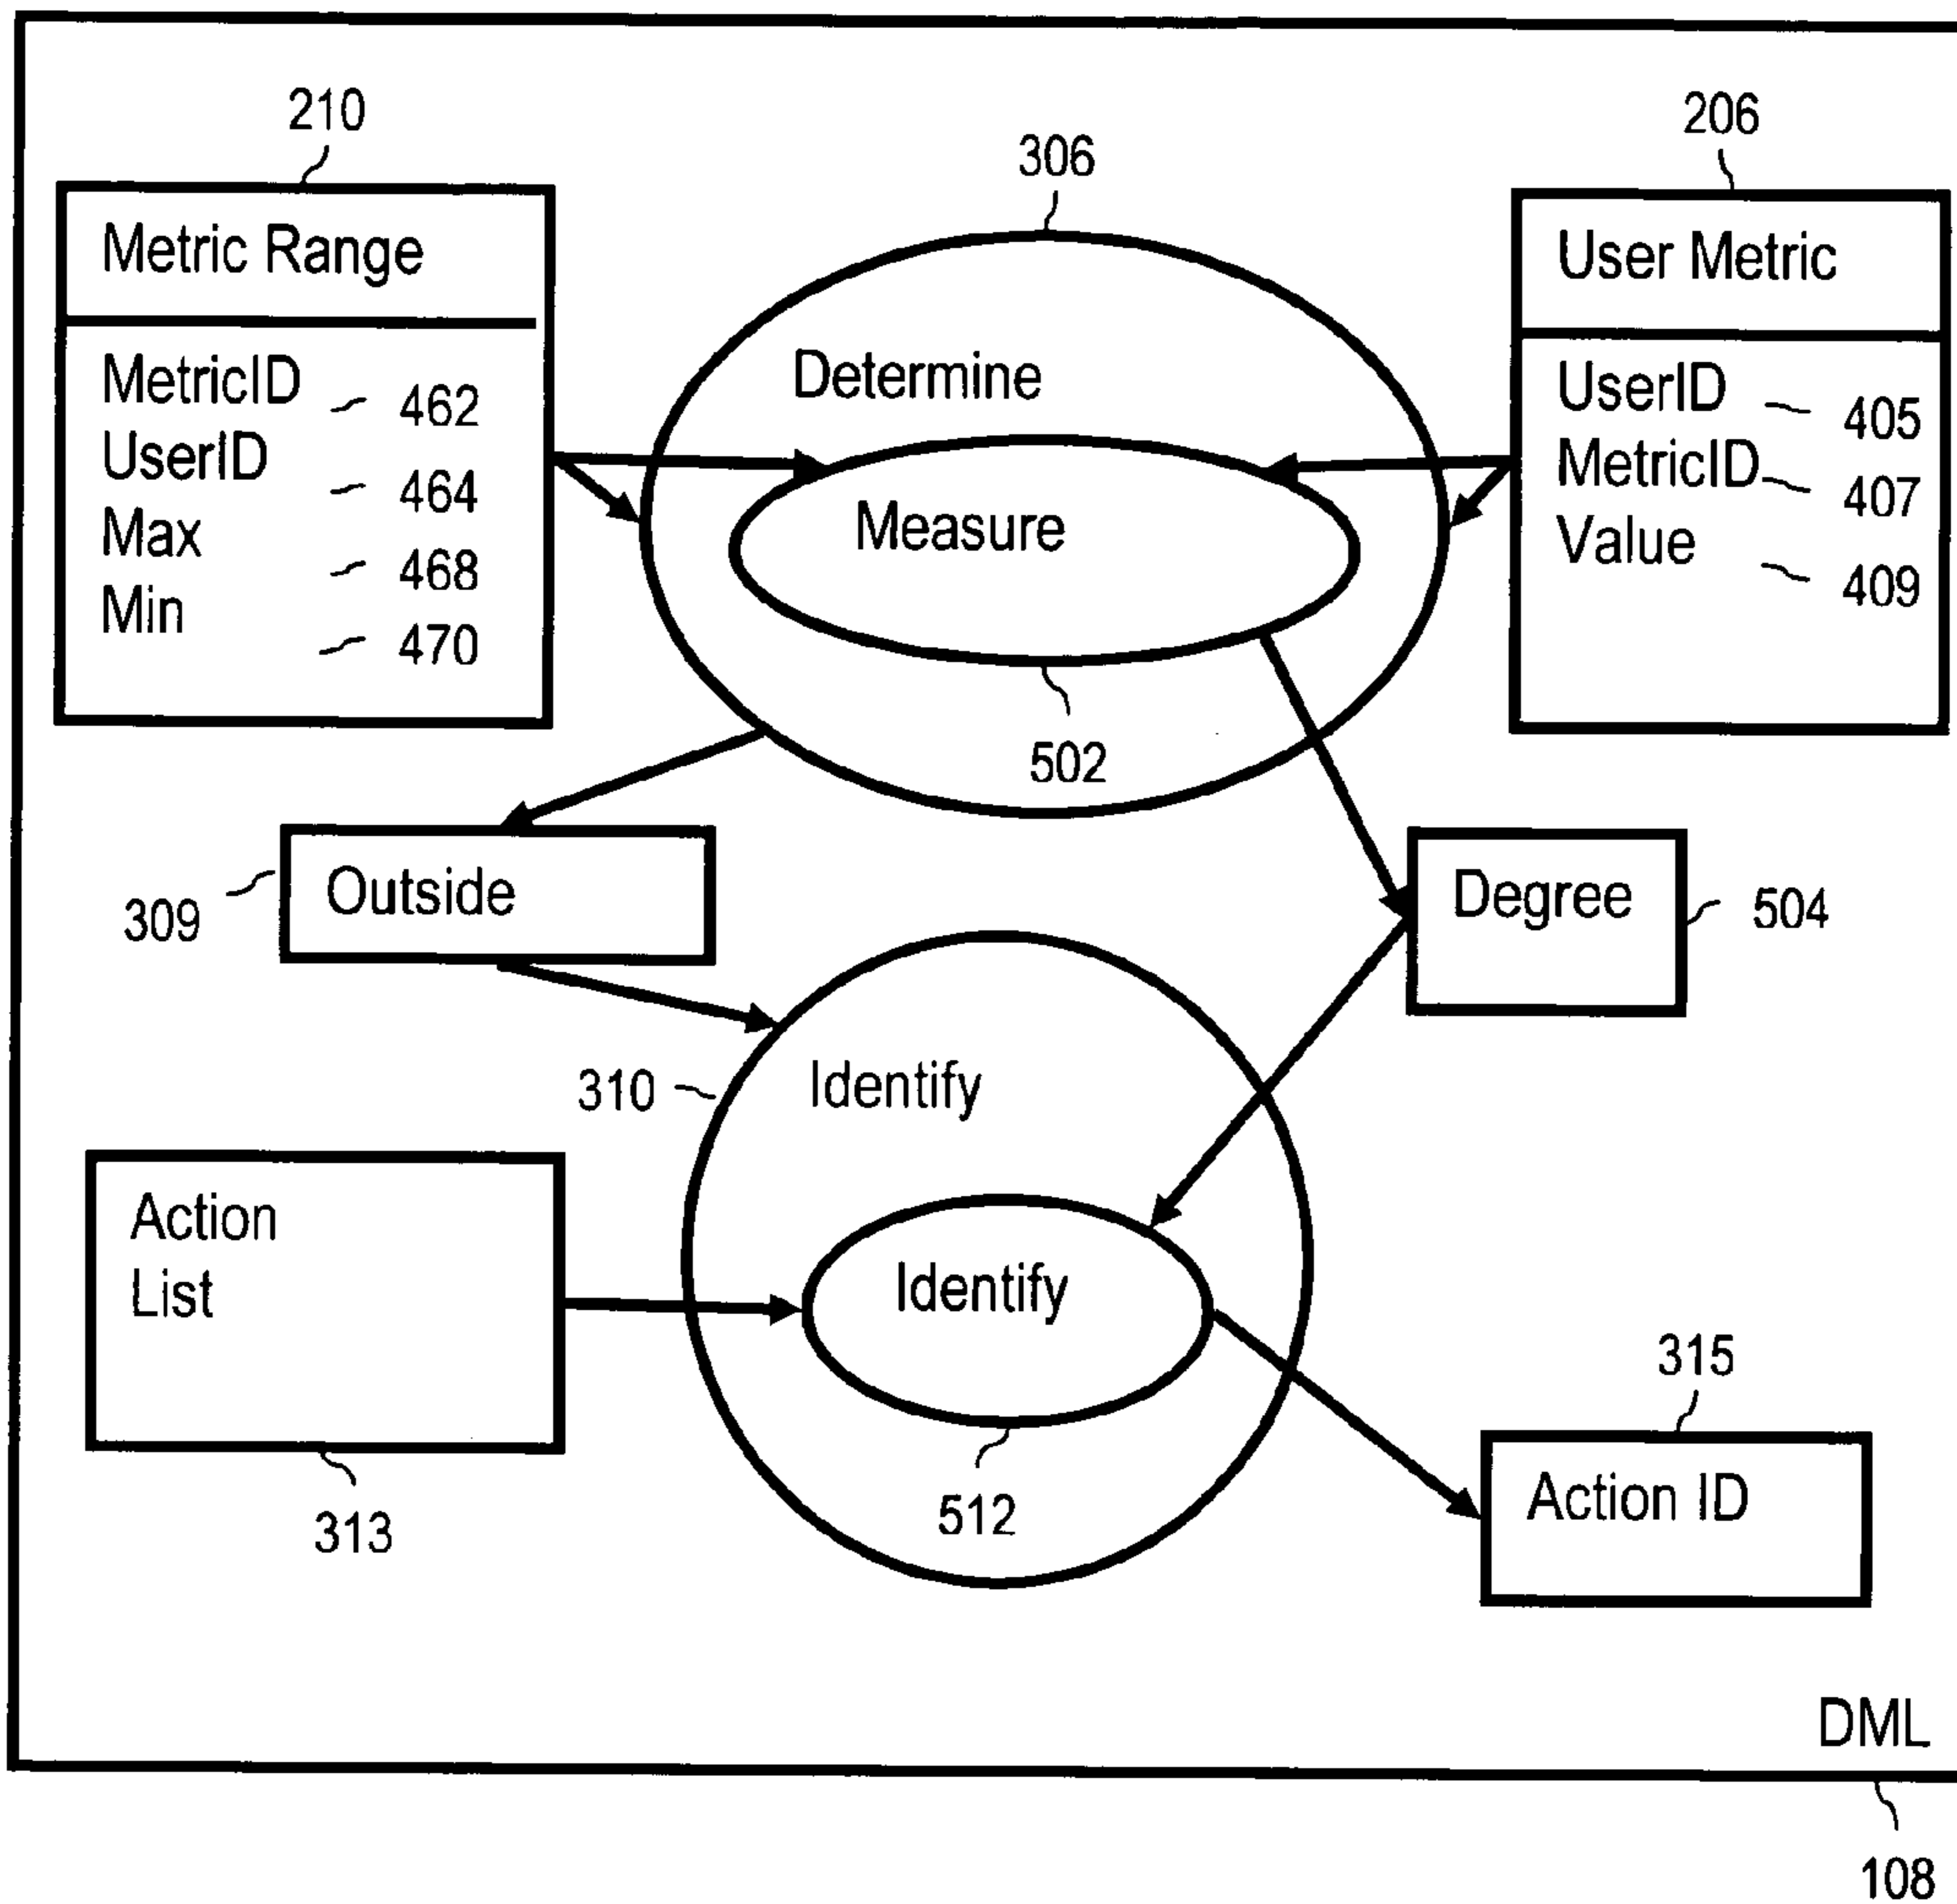 210
306
206
Metric Range
User Metric
MetricID
462
UserID
464
Max
468
Min
470
Determine
Measure
502
UserID
405
MetricID
407
Value
409
309
Outside
Degree
504
310
Identify
Action
List
313
Identify
512
315
Action ID
DML
108